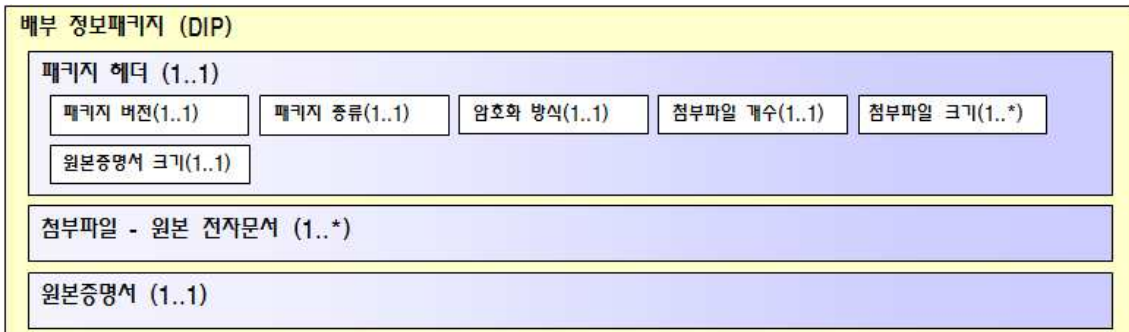 배부 정보패키지 (DIP)
패키지 헤더 (1..1)
패키지 버전(1..1)
패키지 종류(1..1)
암호화 방식(1..1)
첨부파일 개수(1..1)
첨부파일 크기(1..*)
원본증명서 크기(1..1)
첨부파일 - 원본 전자문서 (1..*)
원본증명서 (1..1)